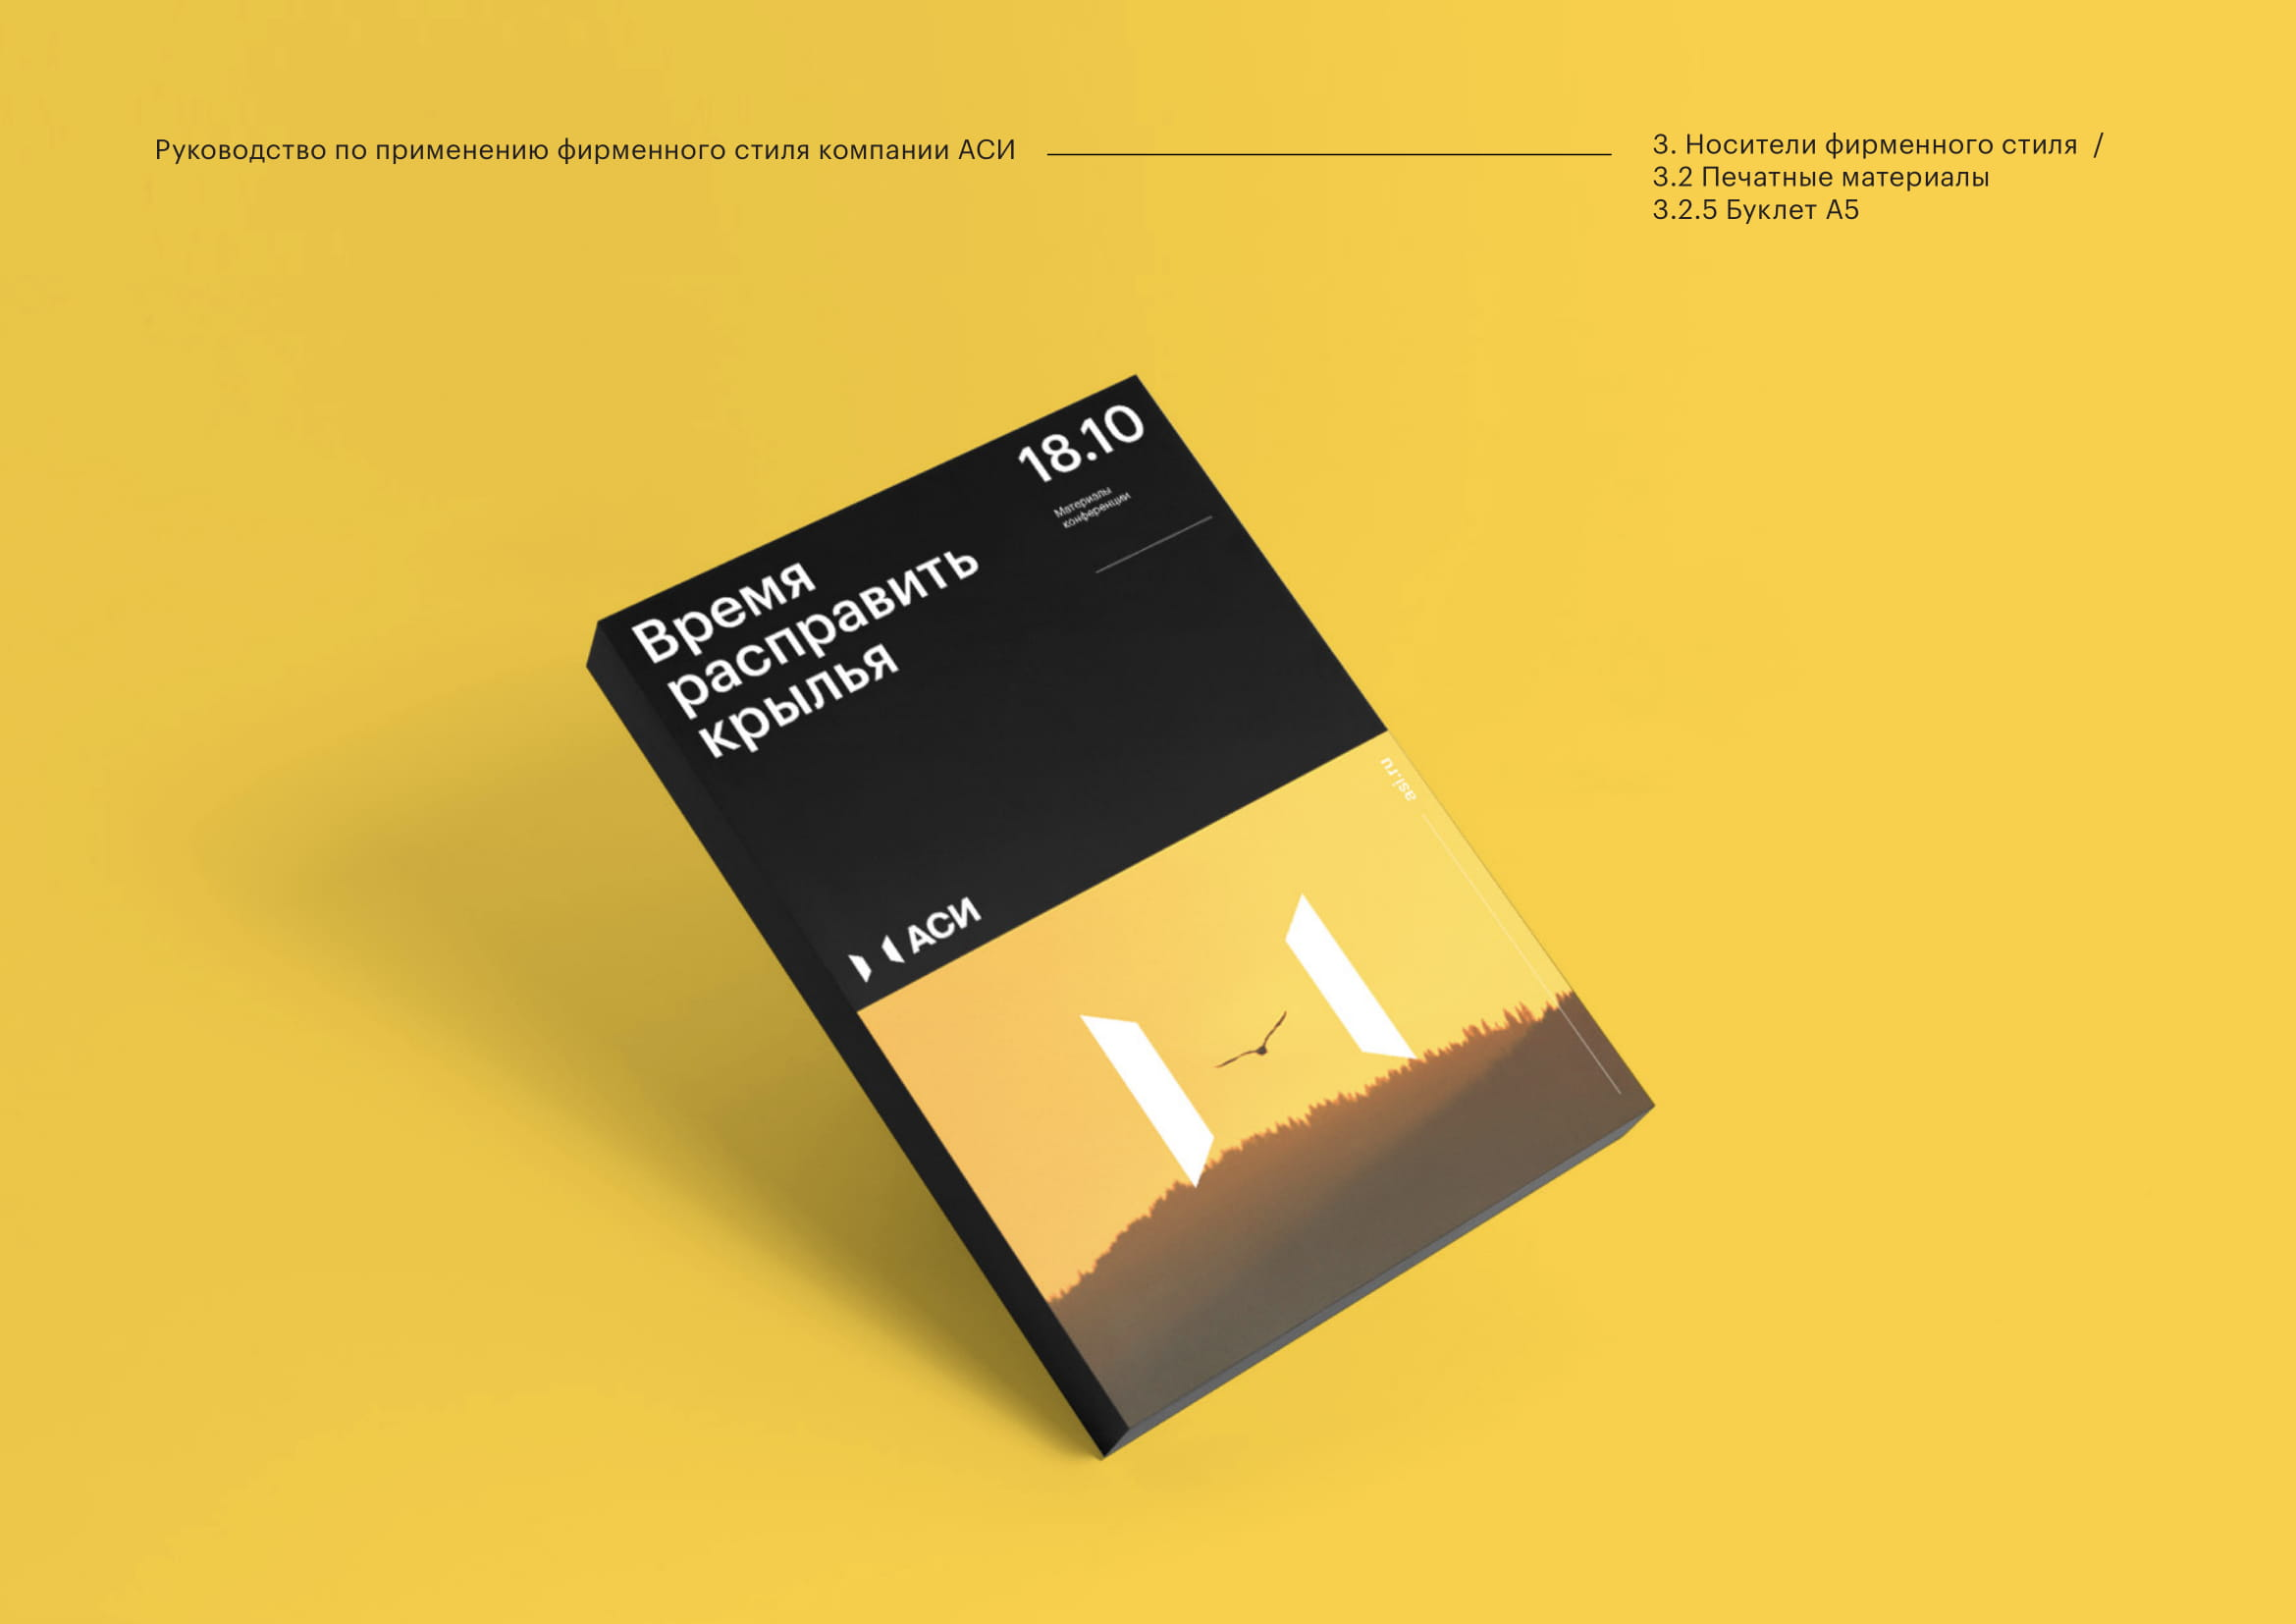 Руководство по применению фирменного стиля компании АСИ
3. Носители фирменного стиля /
3.2 Печатные материалы
3.2.5 Буклет А5
18.10
Материалы
конференции
Время
расправить
крылья
АСИ
asi.ru